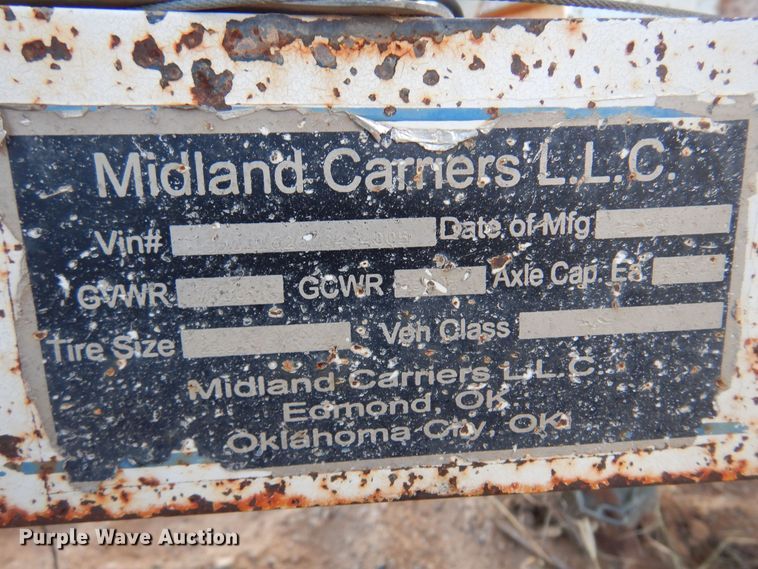 Midland Carriers L.L.C.
Vin# Date of Mfg
GVWR GCWR Axle Cap. Ea
Tire Size Veh Class
Midland Carriers L.L.C.
Edmond, OK
Oklahoma City, OK
Purple Wave Auction